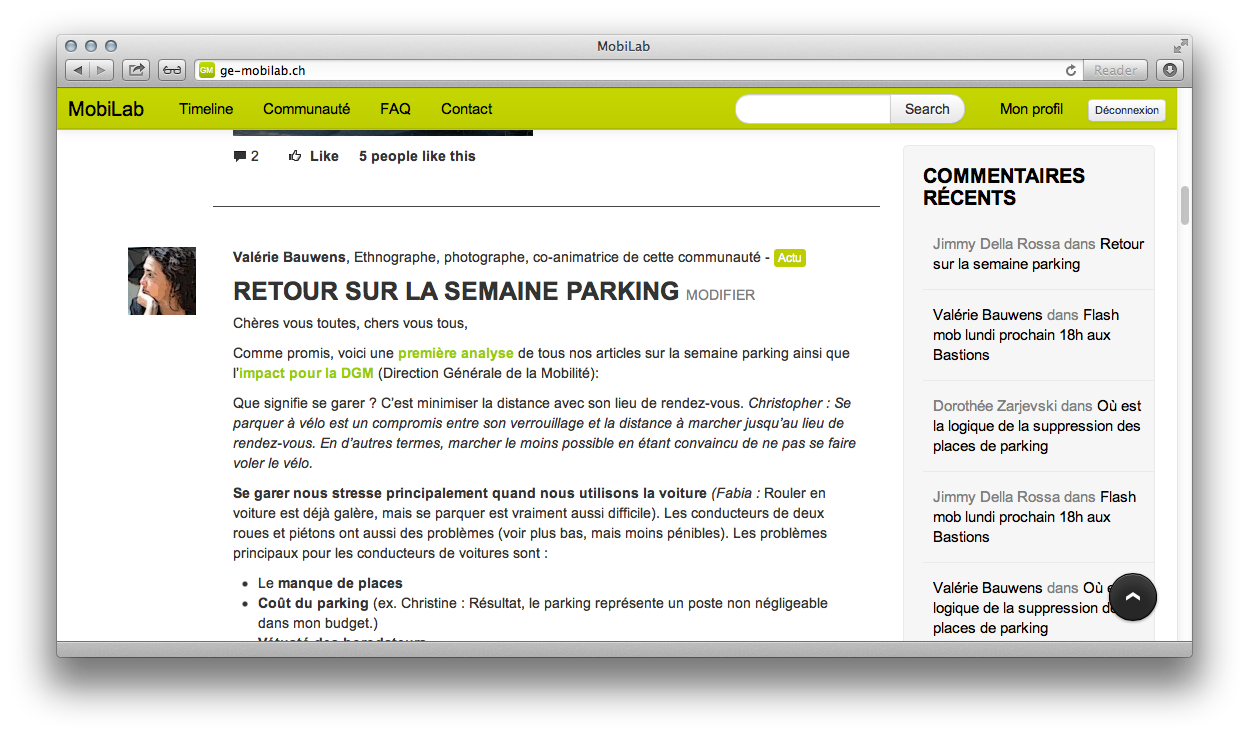 MobiLab
GM ge-mobilab.ch
Reader
MobiLab Timeline Communauté FAQ Contact Search Mon profil Déconnexion
2 Like 5 people like this
Valérie Bauwens, Ethnographe, photographe, co-animatrice de cette communauté - Actu
RETOUR SUR LA SEMAINE PARKING MODIFIER
Chères vous toutes, chers vous tous,
Comme promis, voici une première analyse de tous nos articles sur la semaine parking ainsi que
l'impact pour la DGM (Direction Générale de la Mobilité):
Que signifie se garer ? C'est minimiser la distance avec son lieu de rendez-vous. Christopher : Se
parquer à vélo est un compromis entre son verrouillage et la distance à marcher jusqu'au lieu de
rendez-vous. En d'autres termes, marcher le moins possible en étant convaincu de ne pas se faire
voler le vélo.
Se garer nous stresse principalement quand nous utilisons la voiture (Fabia : Rouler en
voiture est déjà galère, mais se parquer est vraiment aussi difficile). Les conducteurs de deux
roues et piétons ont aussi des problèmes (voir plus bas, mais moins pénibles). Les problèmes
principaux pour les conducteurs de voitures sont :
• Le manque de places
• Coût du parking (ex. Christine : Résultat, le parking représente un poste non négligeable
dans mon budget.)
COMMENTAIRES
RÉCENTS
Jimmy Della Rossa dans Retour
sur la semaine parking
Valérie Bauwens dans Flash
mob lundi prochain 18h aux
Bastions
Dorothée Zarjevski dans Où est
la logique de la suppression des
places de parking
Jimmy Della Rossa dans Flash
mob lundi prochain 18h aux
Bastions
Valérie Bauwens dans Où
logique de la suppression
places de parking